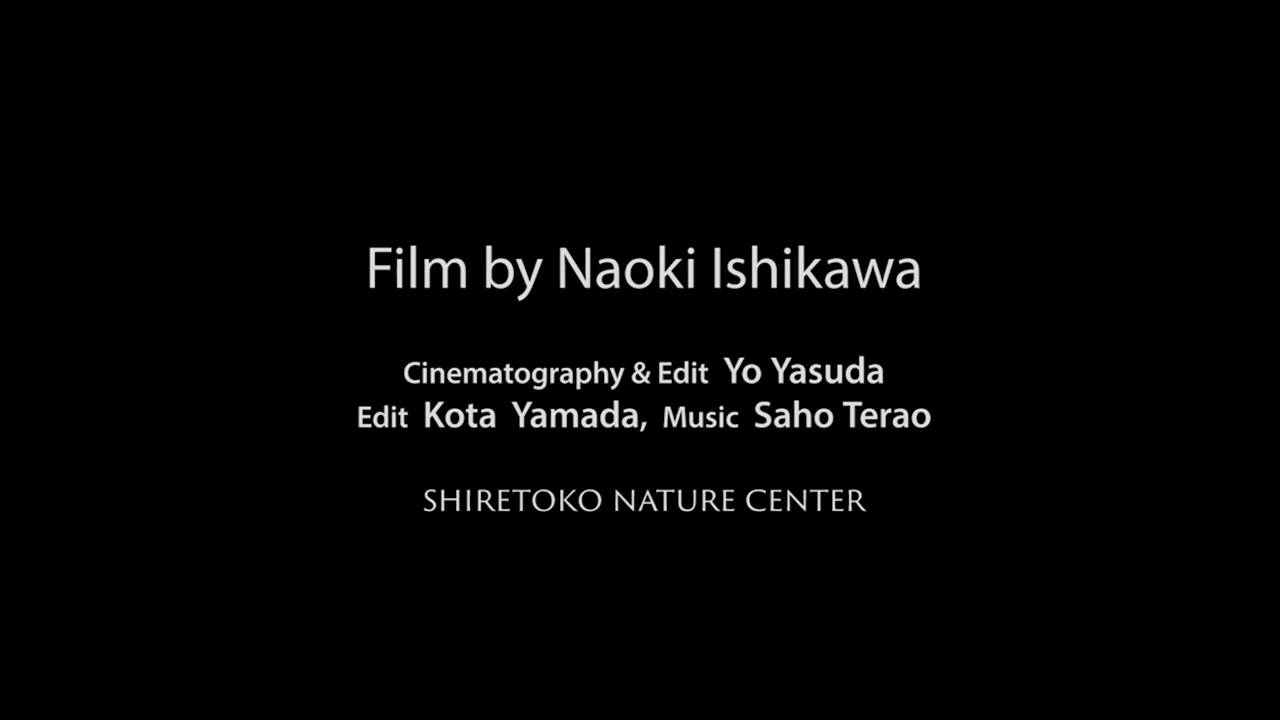 Film by Naoki Ishikawa
Cinematography & Edit Yo Yasuda
Edit Kota Yamada, Music Saho Terao
SHIRETOKO NATURE CENTER